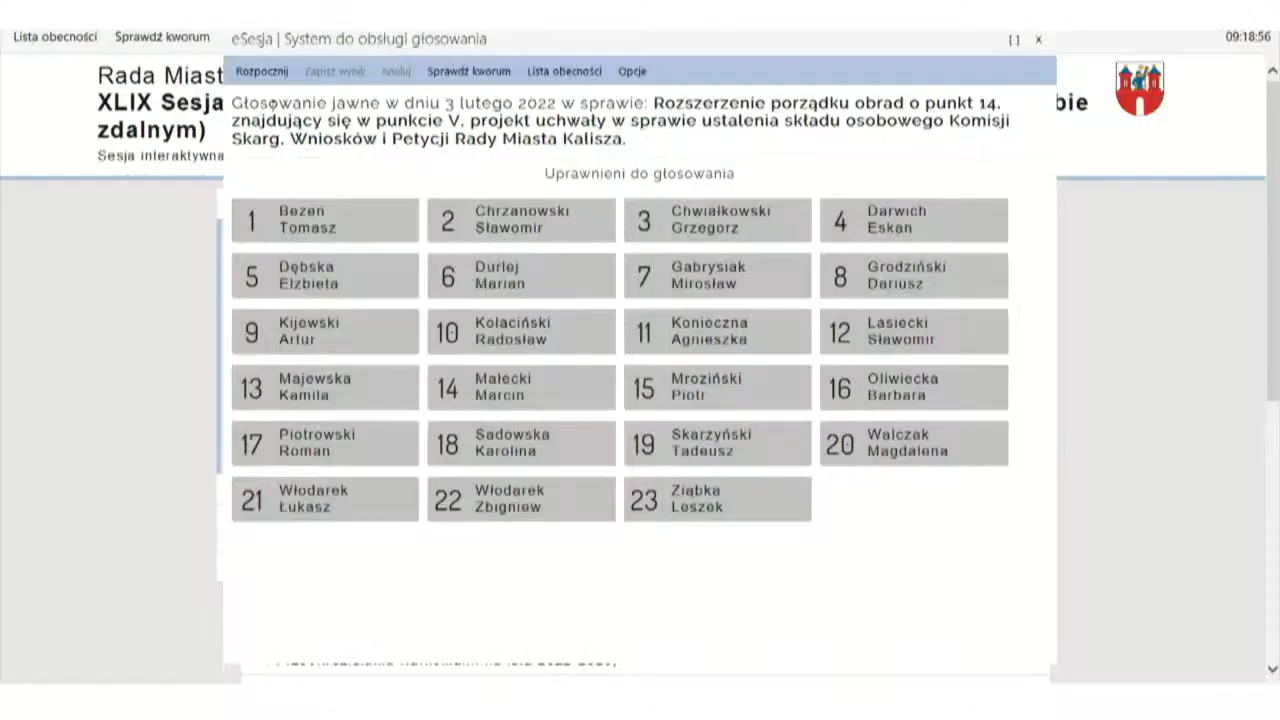 Lista obecności Sprawdź kworum
eSesja | System do obsługi głosowania
[ ] x
09:18:56
Rozpocznij Zapisz wynik Anuluj Sprawdź kworum Lista obecności Opcje
Rada Miast
XLIX Sesja
bie
zdalnym)
Sesja interaktywna
Głosowanie jawne w dniu 3 lutego 2022 w sprawie: Rozszerzenie porządku obrad o punkt 14.
znajdujący się w punkcie V. projekt uchwały w sprawie ustalenia składu osobowego Komisji
Skarg, Wniosków i Petycji Rady Miasta Kalisza.
Uprawnieni do głosowania
1 Bezen Tomasz
2 Chrzanowski Sławomir
3 Chwiałkowski Grzegorz
4 Darwich Eskan
5 Dębska Elżbieta
6 Durlej Marian
7 Gabrysiak Mirosław
8 Grodziński Dariusz
9 Kijewski Artur
10 Kołaciński Radosław
11 Konieczna Agnieszka
12 Lasiecki Sławomir
13 Majewska Kamila
14 Małecki Marcin
15 Mroziński Piotr
16 Oliwiecka Barbara
17 Piotrowski Roman
18 Sadowska Karolina
19 Skarżyński Tadeusz
20 Walczak Magdalena
21 Włodarek Łukasz
22 Włodarek Zbigniew
23 Ziąbka Leszek